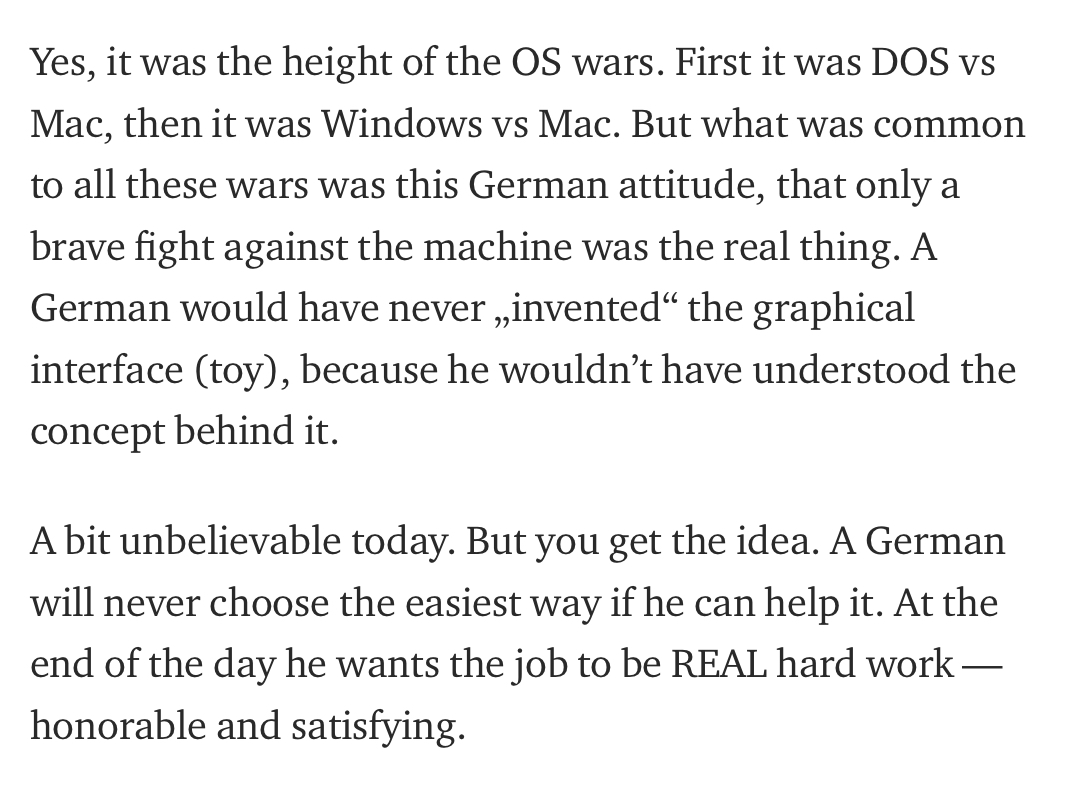 Yes, it was the height of the OS wars. First it was DOS vs
Mac, then it was Windows vs Mac. But what was common
to all these wars was this German attitude, that only a
brave fight against the machine was the real thing. A
German would have never „invented“ the graphical
interface (toy), because he wouldn’t have understood the
concept behind it.
A bit unbelievable today. But you get the idea. A German
will never choose the easiest way if he can help it. At the
end of the day he wants the job to be REAL hard work —
honorable and satisfying.